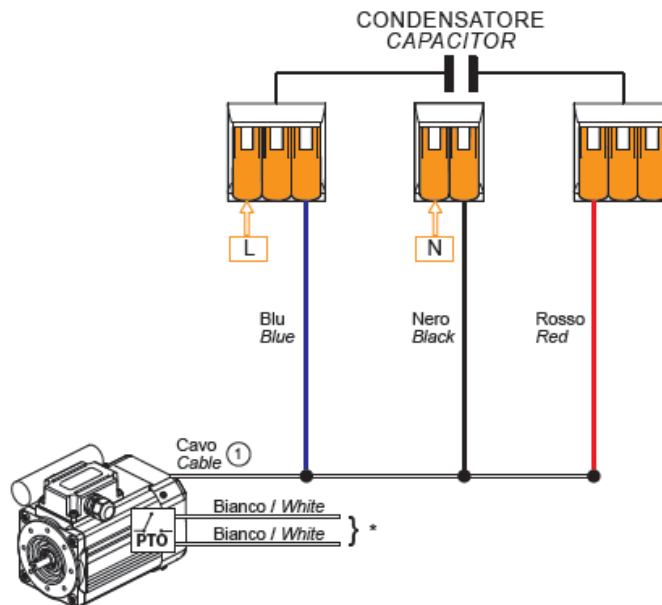 CONDENSATORE
CAPACITOR
L
N
Blu
Blue
Nero
Black
Rosso
Red
Cavo
Cable 1
Bianco / White
Bianco / White
} *
PTO